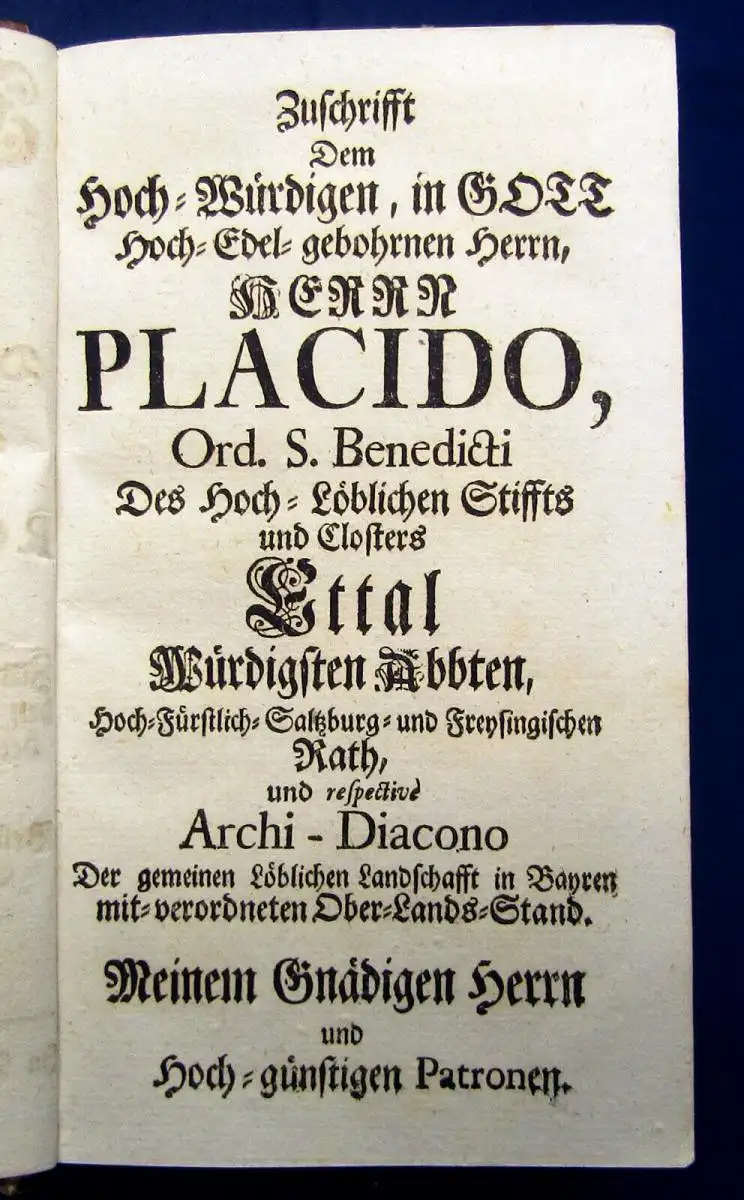 Zuſchrifft
Dem
Hoch-Würdigen, in GOTT
Hoch-Edel-gebohrnen Herrn,
HERRN
PLACIDO,
Ord. S. Benedicti
Des Hoch-Löblichen Stiffts
und Cloſters
Ettal
Würdigſten Abbten,
Hoch-Fürſtlich-Saltzburg-und Freyſingiſchen
Rath,
und reſpectivè
Archi-Diacono
Der gemeinen Löblichen Landſchafft in Bayren
mit-verordneten Ober-Lands-Stand.
Meinem Gnädigen Herrn
und
Hoch-günſtigen Patronen.